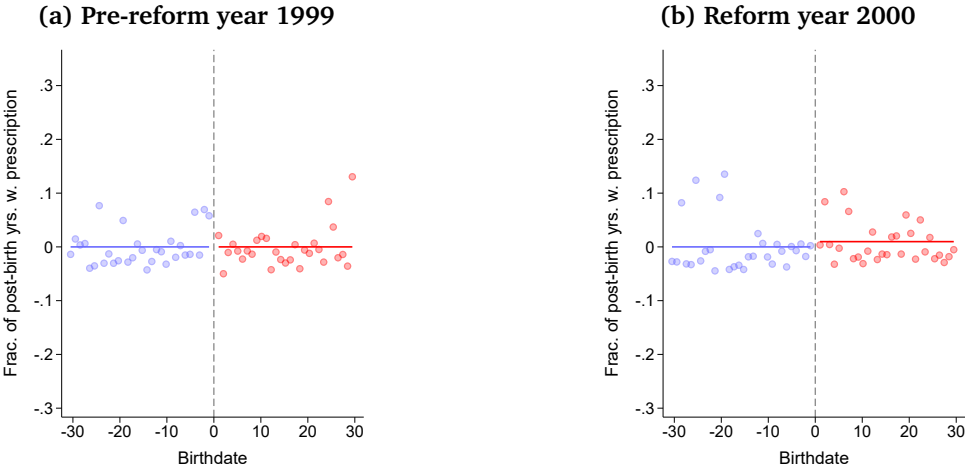 (a) Pre-reform year 1999
Frac. of post-birth yrs. w. prescription
.3
.2
.1
0
-.1
-.2
-.3
-30 -20 -10 0 10 20 30
Birthdate
(b) Reform year 2000
Frac. of post-birth yrs. w. prescription
.3
.2
.1
0
-.1
-.2
-.3
-30 -20 -10 0 10 20 30
Birthdate